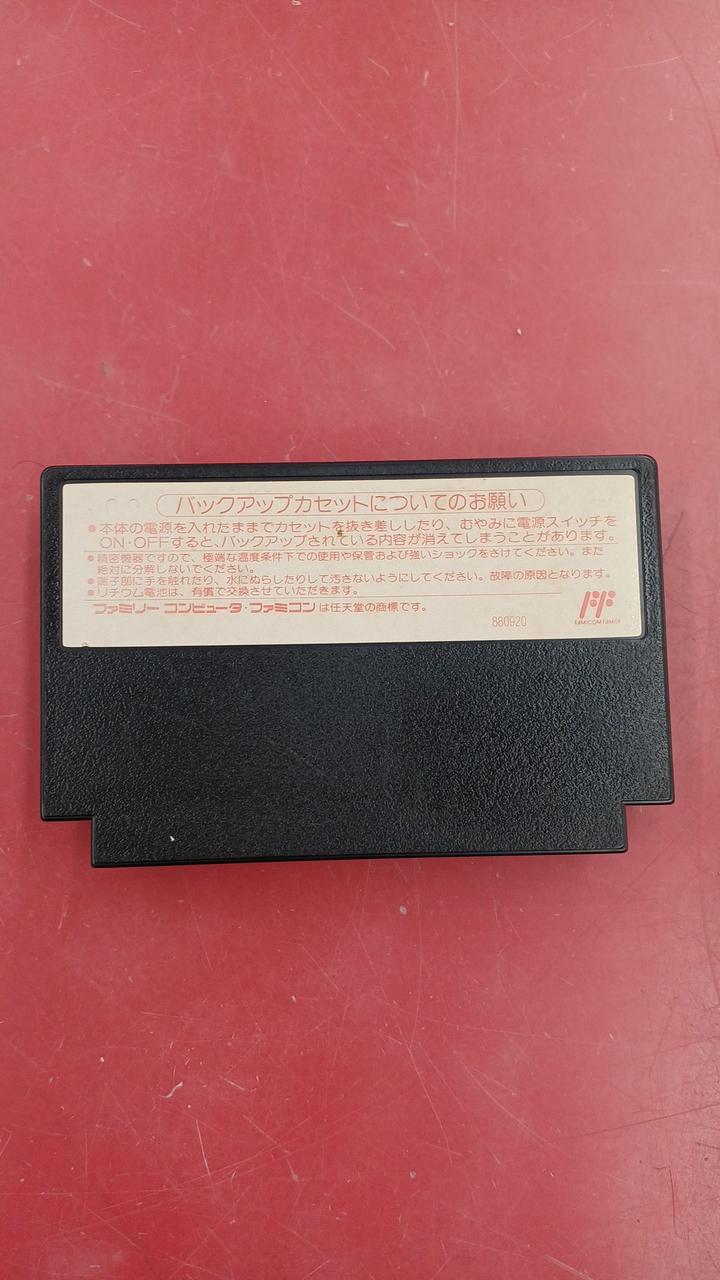 バックアップカセットについてのお願い
●本体の電源を入れたままでカセットを抜き差ししたり、むやみに電源スイッチを
ON・OFFすると、バックアップされている内容が消えてしまうことがあります。
●精密機器ですので、極端な温度条件下での使用や保管および強いショックをさけてください。また
絶対に分解しないでください。
●端子部に手を触れたり、水にぬらしたりして汚さないようにしてください。故障の原因となります。
●リチウム電池は、有償で交換させていただきます。
ファミリー コンピュータ・ファミコンは任天堂の商標です。
880920
FAMICOM FAMILY